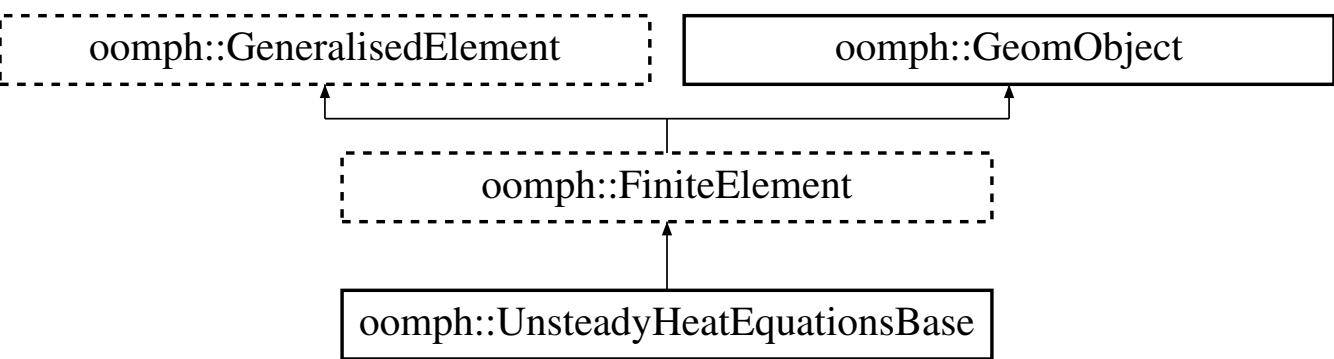 oomph::GeneralisedElement
oomph::GeomObject
oomph::FiniteElement
oomph::UnsteadyHeatEquationsBase